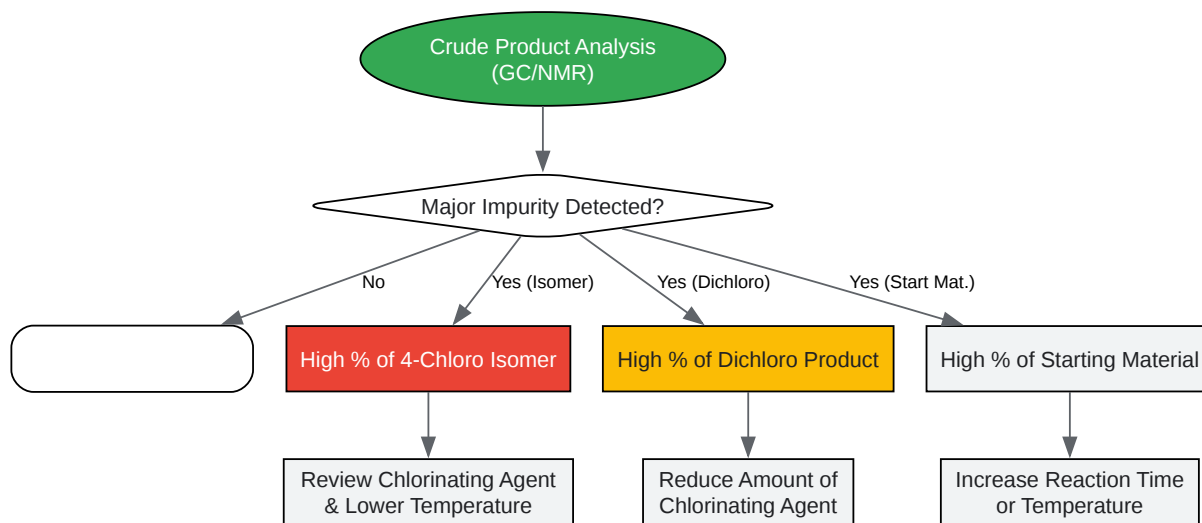 Crude Product Analysis
(GC/NMR)
Major Impurity Detected?
No
Yes (Isomer)
Yes (Dichloro)
Yes (Start Mat.)
High % of 4-Chloro Isomer
High % of Dichloro Product
High % of Starting Material
Review Chlorinating Agent
& Lower Temperature
Reduce Amount of
Chlorinating Agent
Increase Reaction Time
or Temperature